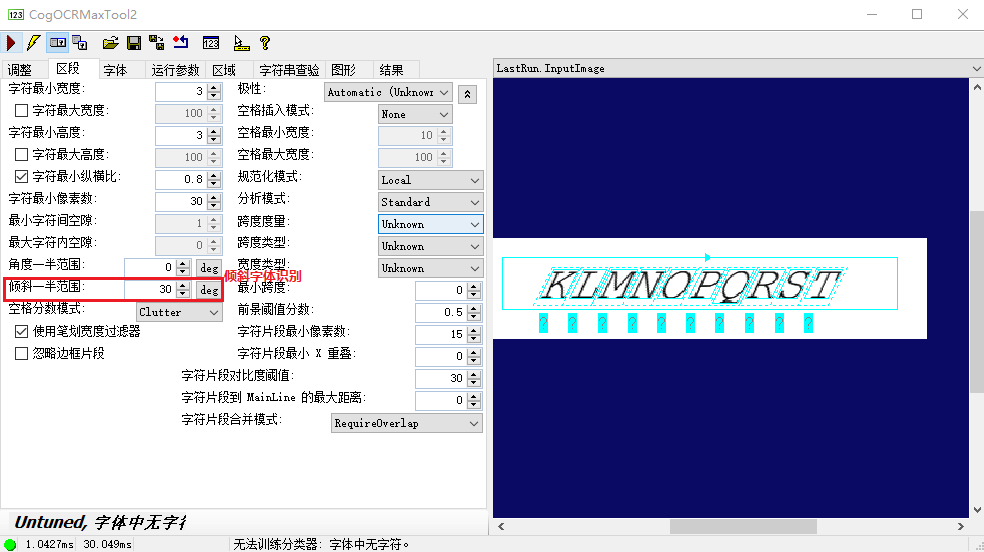 CogOCRMaxTool2
调整 区段 字体 运行参数 区域 字符串查验 图形 结果
LastRun.InputImage
字符最小宽度: 3
字符最大宽度: 100
字符最小高度: 3
字符最大高度: 100
字符最小纵横比: 0.8
字符最小像素数: 30
最小字符间空隙: 1
最大字符内空隙: 0
角度一半范围: 0 deg
倾斜一半范围: 30 deg
倾斜字体识别
空格分数模式: Clutter
使用笔划宽度过滤器
忽略边框片段
极性: Automatic (Unknown
空格插入模式: None
空格最小宽度: 10
空格最大宽度: 100
规范化模式: Local
分析模式: Standard
跨度度量: Unknown
跨度类型: Unknown
宽度类型: Unknown
最小跨度: 0
前景阈值分数: 0.5
字符片段最小像素数: 15
字符片段最小 X 重叠: 0
字符片段对比度阈值: 30
字符片段到 MainLine 的最大距离: 0
字符片段合并模式: RequireOverlap
KLMNOPQRST
? ? ? ? ? ? ? ? ? ?
Untuned, 字体中无字符
1.0427ms 30.049ms 无法训练分类器: 字体中无字符。